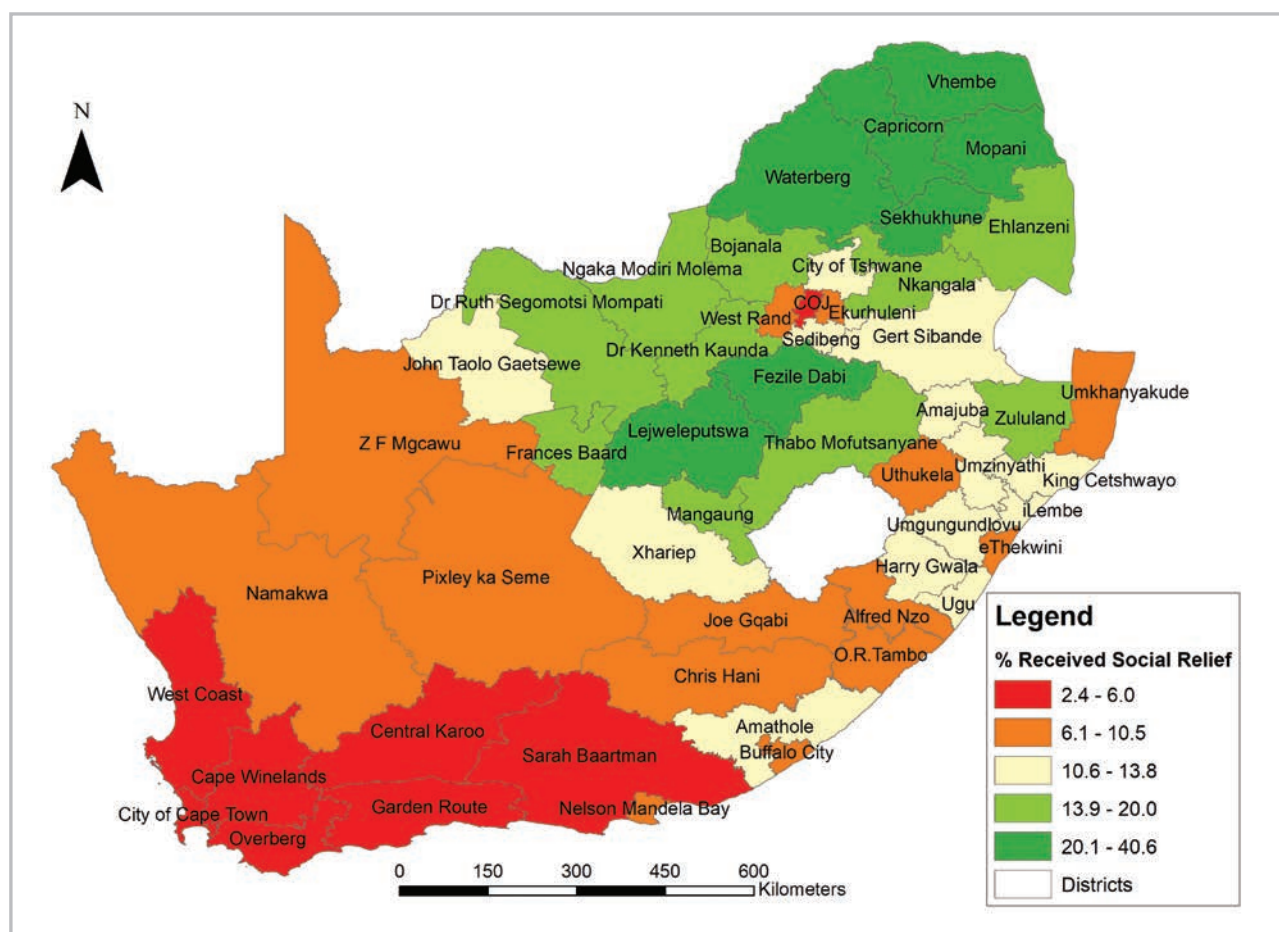 N
Vhembe
Capricorn
Mopani
Waterberg
Sekhukhune
Ehlanzeni
Bojanala
Ngaka Modiri Molema
City of Tshwane
Nkangala
Dr Ruth Segomotsi Mompati
COJ
West Rand
Ekurhuleni
Sedibeng
Gert Sibande
Dr Kenneth Kaunda
John Taolo Gaetsewe
Fezile Dabi
Umkhanyakude
Amajuba
Zululand
Lejweleputswa
Thabo Mofutsanyane
Z F Mgcawu
Frances Baard
Uthukela
Umzinyathi
King Cetshwayo
Mangaung
iLembe
Umgungundlovu
Xhariep
eThekwini
Harry Gwala
Pixley ka Seme
Namakwa
Ugu
Joe Gqabi
Alfred Nzo
O.R.Tambo
Chris Hani
West Coast
Amathole
Central Karoo
Sarah Baartman
Buffalo City
Cape Winelands
Garden Route
Nelson Mandela Bay
City of Cape Town
Overberg
Legend
% Received Social Relief
2.4 - 6.0
6.1 - 10.5
10.6 - 13.8
13.9 - 20.0
20.1 - 40.6
Districts
0 150 300 450 600
Kilometers